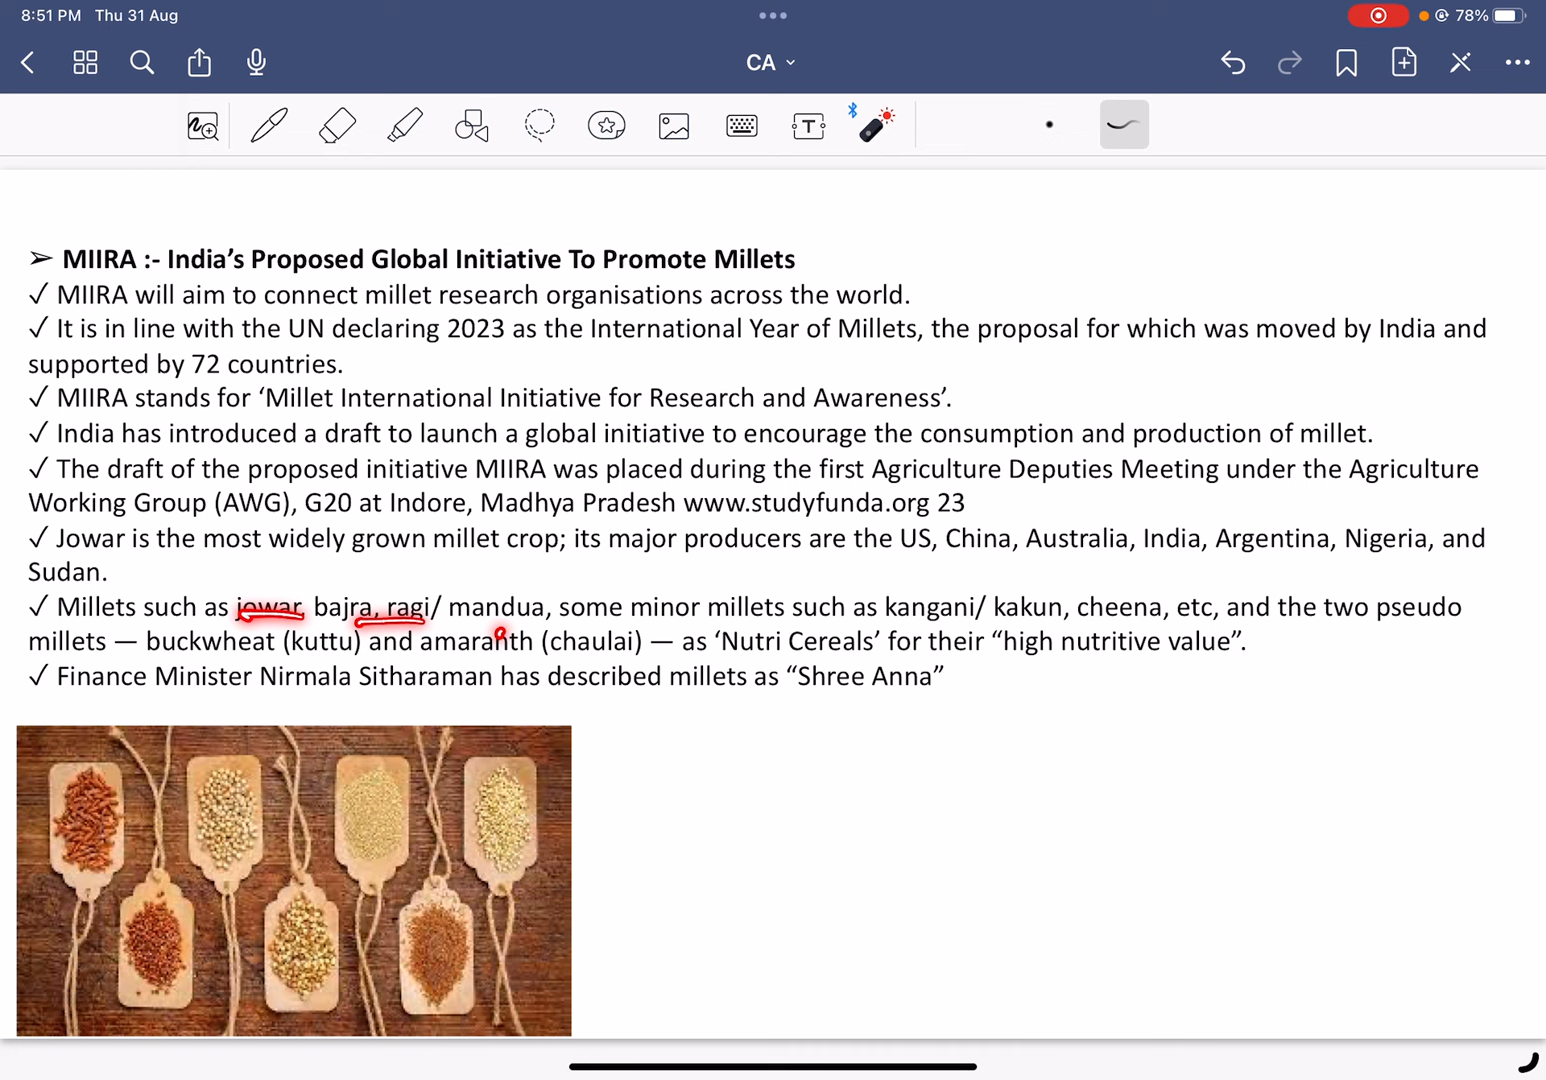 8:51 PM Thu 31 Aug
78%
CA
T
➢ MIIRA :- India’s Proposed Global Initiative To Promote Millets
✓ MIIRA will aim to connect millet research organisations across the world.
✓ It is in line with the UN declaring 2023 as the International Year of Millets, the proposal for which was moved by India and
supported by 72 countries.
✓ MIIRA stands for ‘Millet International Initiative for Research and Awareness’.
✓ India has introduced a draft to launch a global initiative to encourage the consumption and production of millet.
✓ The draft of the proposed initiative MIIRA was placed during the first Agriculture Deputies Meeting under the Agriculture
Working Group (AWG), G20 at Indore, Madhya Pradesh www.studyfunda.org 23
✓ Jowar is the most widely grown millet crop; its major producers are the US, China, Australia, India, Argentina, Nigeria, and
Sudan.
✓ Millets such as jowar, bajra, ragi/ mandua, some minor millets such as kangani/ kakun, cheena, etc, and the two pseudo
millets — buckwheat (kuttu) and amaranth (chaulai) — as ‘Nutri Cereals’ for their “high nutritive value”.
✓ Finance Minister Nirmala Sitharaman has described millets as “Shree Anna”